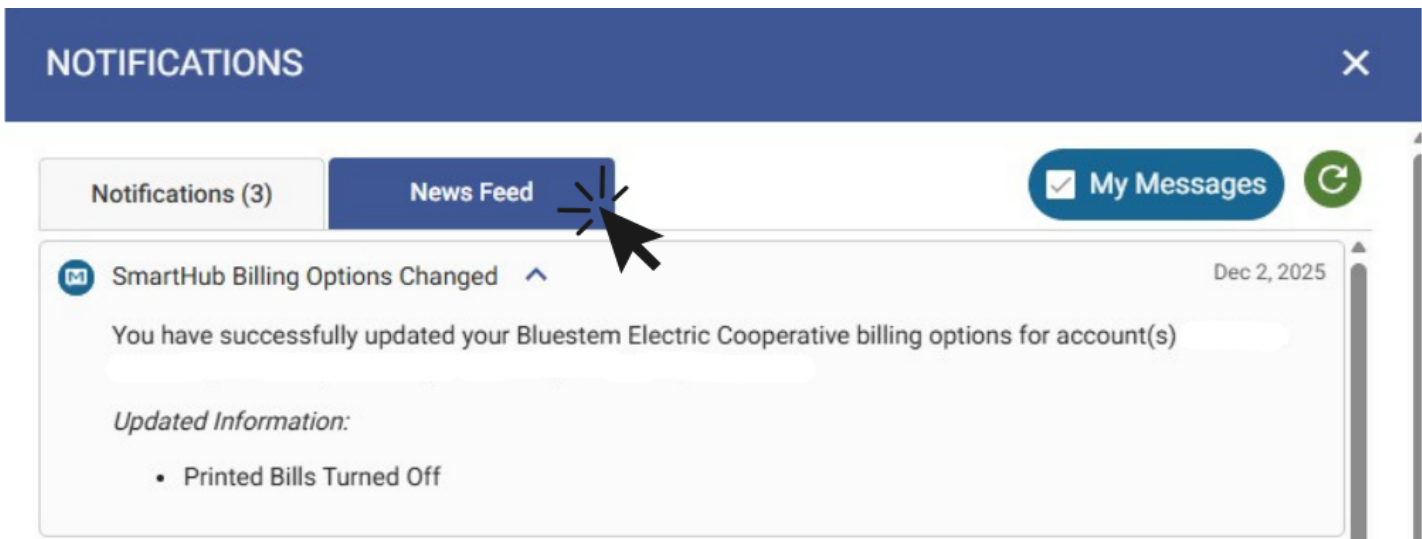 NOTIFICATIONS
Notifications (3)
News Feed
My Messages
SmartHub Billing Options Changed
Dec 2, 2025
You have successfully updated your Bluestem Electric Cooperative billing options for account(s)
Updated Information:
• Printed Bills Turned Off